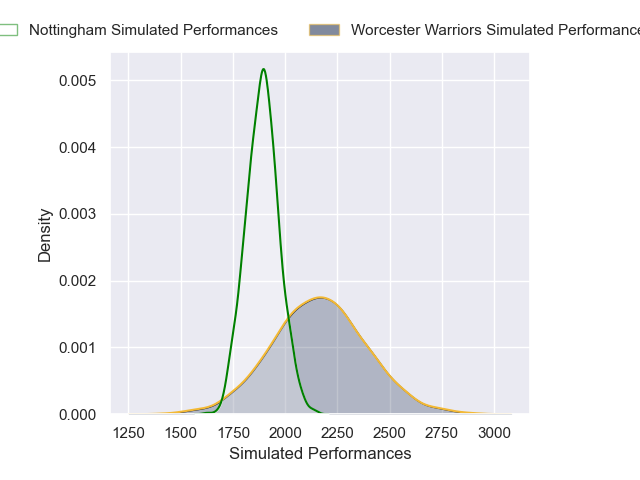 Nottingham Simulated Performances Worcester Warriors Simulated Performance
0.005
0.004
0.003
0.002
0.001
0.000
Density
1250 1500 1750 2000 2250 2500 2750 3000
Simulated Performances